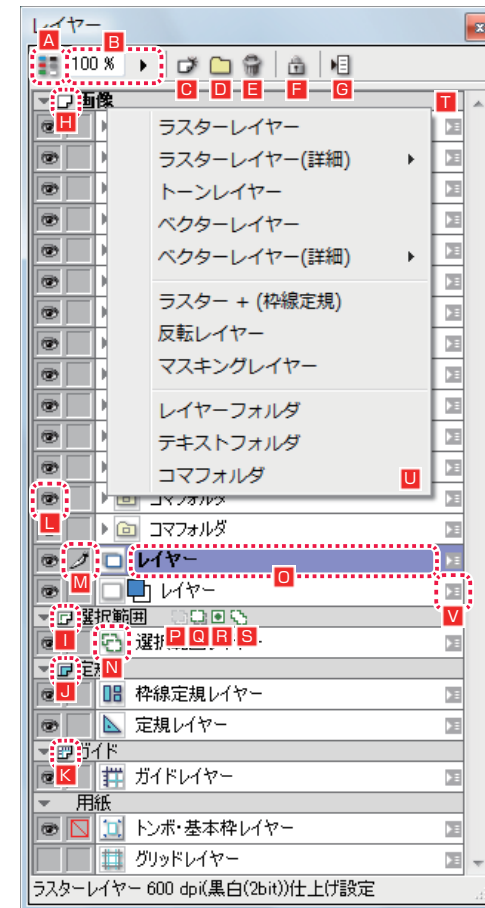 レイヤー
A
B
100 %
C
D
E
F
G
H
画像
T
ラスターレイヤー
ラスターレイヤー(詳細)
トーンレイヤー
ベクターレイヤー
ベクターレイヤー(詳細)
ラスター + (枠線定規)
反転レイヤー
マスキングレイヤー
レイヤーフォルダ
テキストフォルダ
コマフォルダ
U
コマフォルダ
L
コマフォルダ
レイヤー
M
O
レイヤー
V
選択範囲
I
P Q R S
N
J
枠線定規レイヤー
定規レイヤー
ガイド
K
ガイドレイヤー
用紙
トンボ・基本枠レイヤー
グリッドレイヤー
ラスターレイヤー 600 dpi(黒白(2bit))仕上げ設定